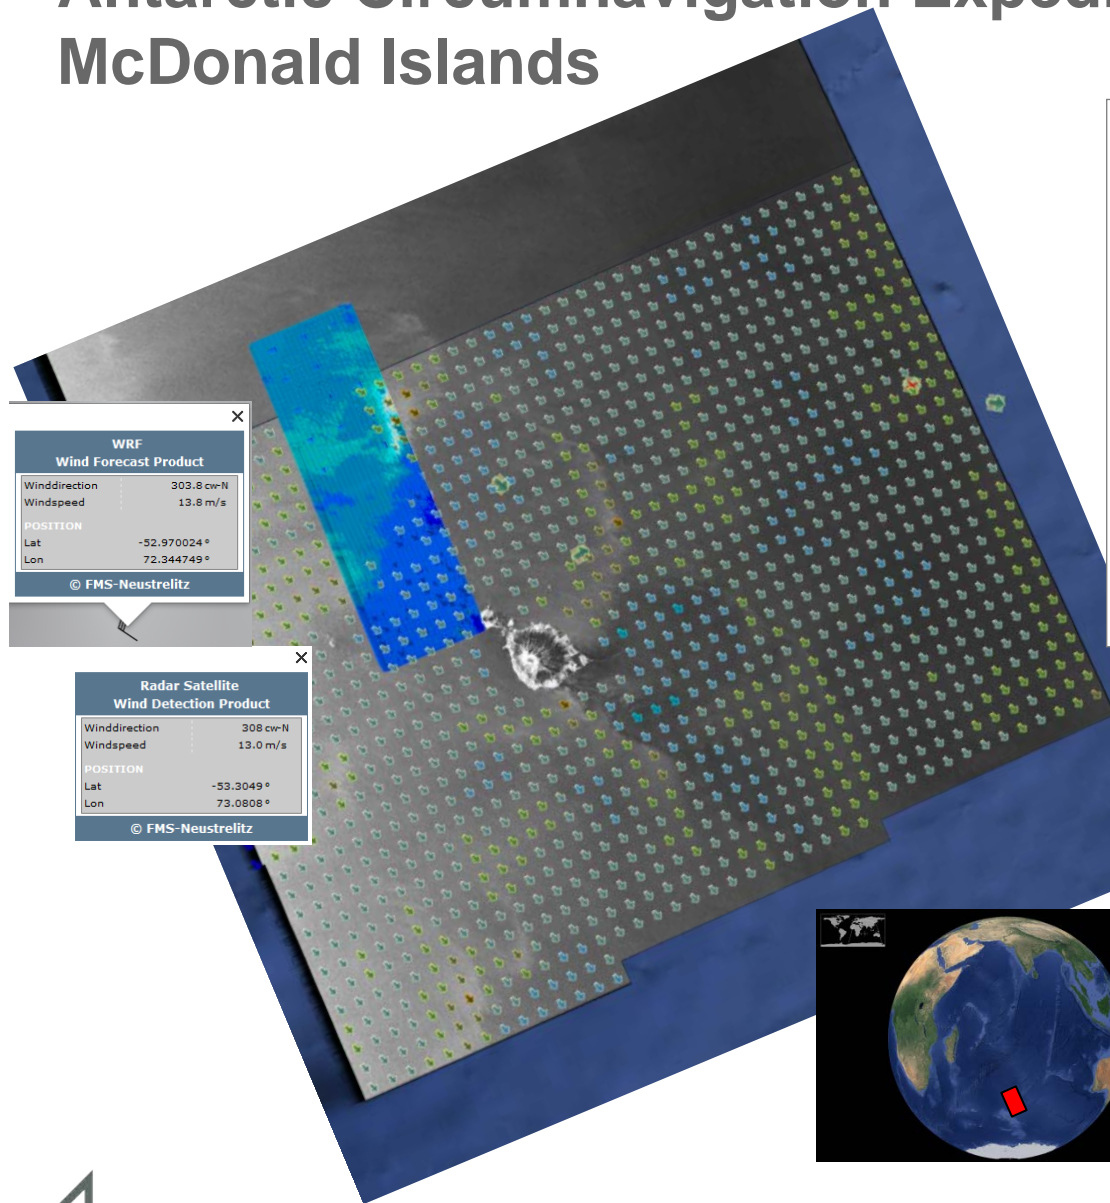 McDonald Islands
WRF
Wind Forecast Product
Winddirection 303.8 cw-N
Windspeed 13.8 m/s
POSITION
Lat -52.970024°
Lon 72.344749°
© FMS-Neustrelitz
Radar Satellite
Wind Detection Product
Winddirection 308 cw-N
Windspeed 13.0 m/s
POSITION
Lat -53.3049°
Lon 73.0808°
© FMS-Neustrelitz